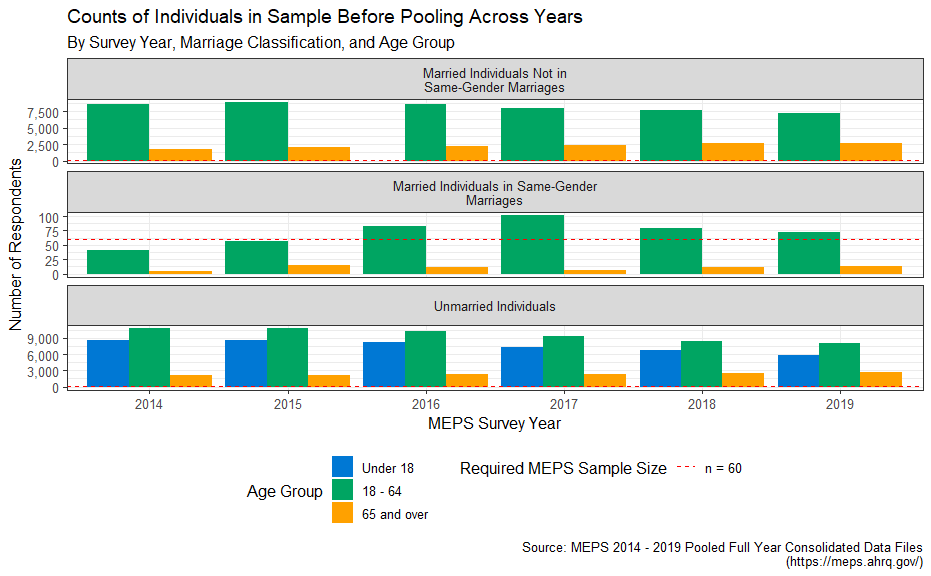 Counts of Individuals in Sample Before Pooling Across Years
By Survey Year, Marriage Classification, and Age Group
Married Individuals Not in
Same-Gender Marriages
7,500
5,000
2,500
0
Married Individuals in Same-Gender
Marriages
100
75
50
25
0
Unmarried Individuals
9,000
6,000
3,000
0
Number of Respondents
2014
2015
2016
2017
2018
2019
MEPS Survey Year
Age Group
Under 18
18 - 64
65 and over
Required MEPS Sample Size
n = 60
Source: MEPS 2014 - 2019 Pooled Full Year Consolidated Data Files
(https://meps.ahrq.gov/)